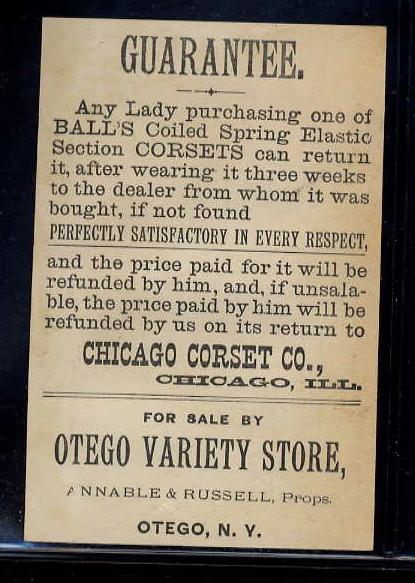 GUARANTEE.
Any Lady purchasing one of
BALL'S Coiled Spring Elastic
Section CORSETS can return
it, after wearing it three weeks
to the dealer from whom it was
bought, if not found
PERFECTLY SATISFACTORY IN EVERY RESPECT,
and the price paid for it will be
refunded by him, and, if unsala-
ble, the price paid by him will be
refunded by us on its return to
CHICAGO CORSET CO.,
CHICAGO, ILL.
FOR SALE BY
OTEGO VARIETY STORE,
ANNABLE & RUSSELL, Props.
OTEGO, N. Y.